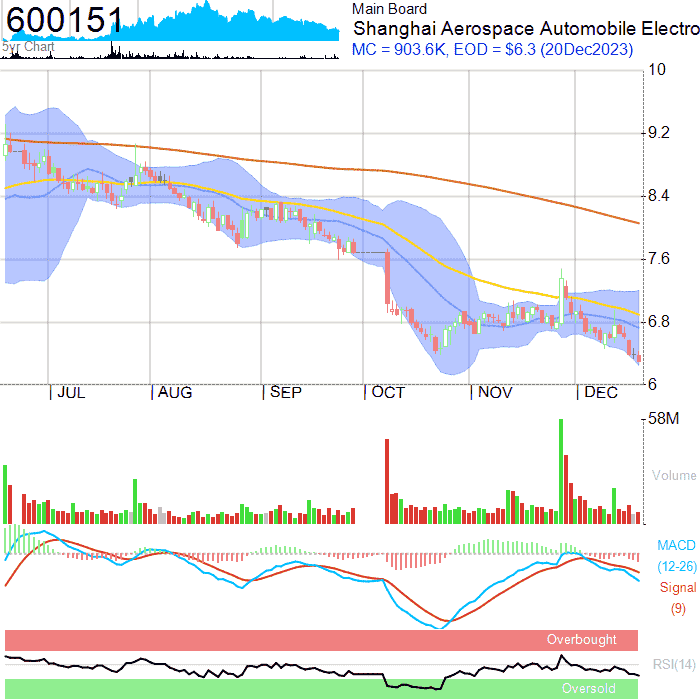 600151
5yr Chart
Main Board
Shanghai Aerospace Automobile Electro
MC = 903.6K, EOD = $6.3 (20Dec2023)
10
9.2
8.4
7.6
6.8
6
JUL AUG SEP OCT NOV DEC
58M
Volume
MACD
(12-26)
Signal
(9)
Overbought
RSI(14)
Oversold